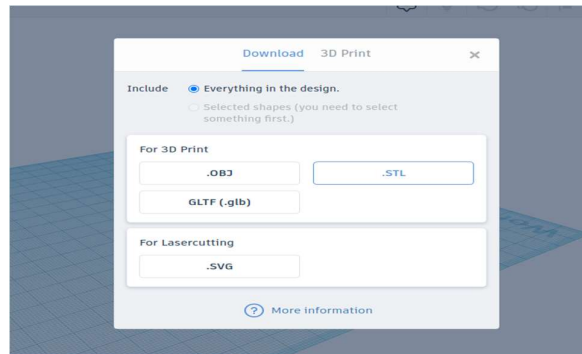 Download 3D Print ×
Include Everything in the design.
Selected shapes (you need to select
something first.)
For 3D Print
.OBJ .STL
GLTF (.glb)
For Lasercutting
.SVG
? More information